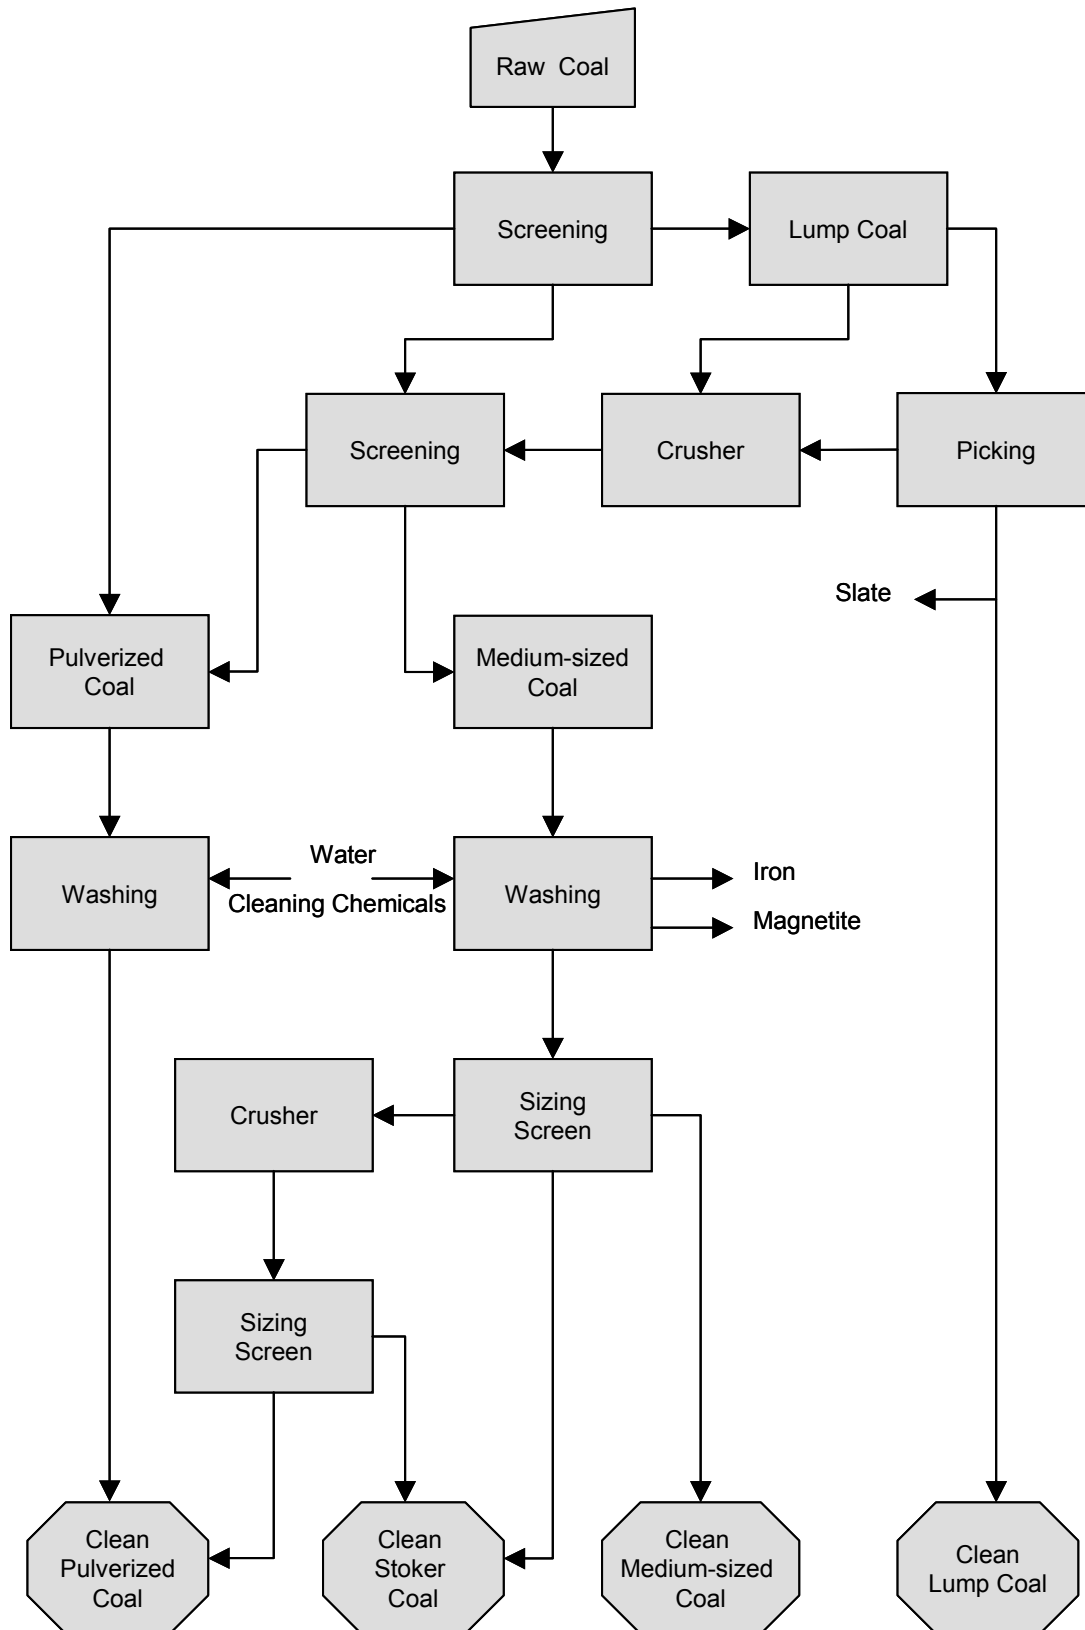 Raw Coal
Screening
Lump Coal
Screening
Crusher
Picking
Slate
Pulverized
Coal
Medium-sized
Coal
Washing
Water
Cleaning Chemicals
Washing
Iron
Magnetite
Crusher
Sizing
Screen
Sizing
Screen
Clean
Pulverized
Coal
Clean
Stoker
Coal
Clean
Medium-sized
Coal
Clean
Lump Coal